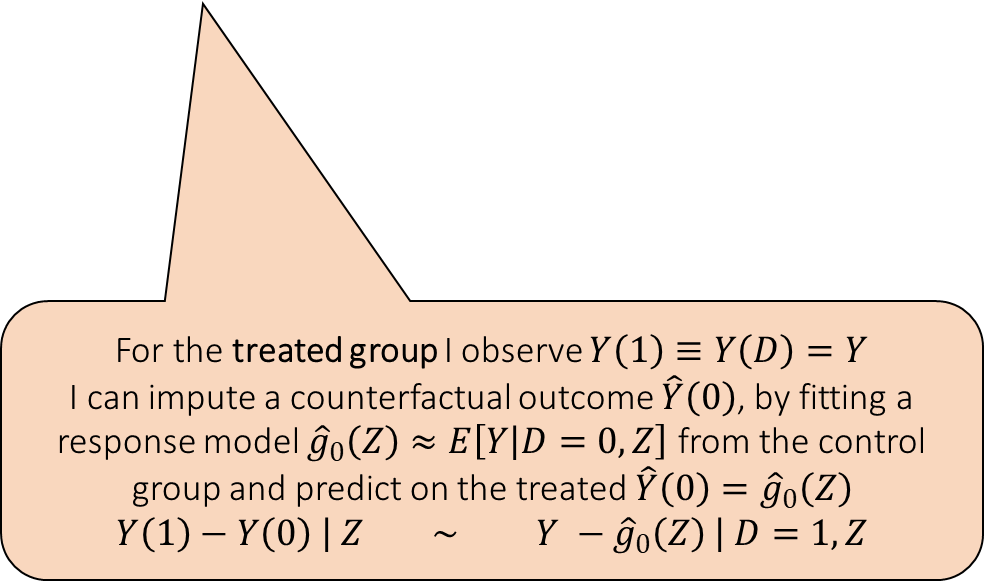 For the treated group I observe 𝑌(1) ≡ 𝑌(𝐷) = 𝑌
I can impute a counterfactual outcome 𝑌̂(0), by fitting a
response model 𝑔̂₀(𝑍) ≈ 𝐸[𝑌|𝐷 = 0, 𝑍] from the control
group and predict on the treated 𝑌̂(0) = 𝑔̂₀(𝑍)
𝑌(1) − 𝑌(0) | 𝑍 ~ 𝑌 − 𝑔̂₀(𝑍) | 𝐷 = 1, 𝑍